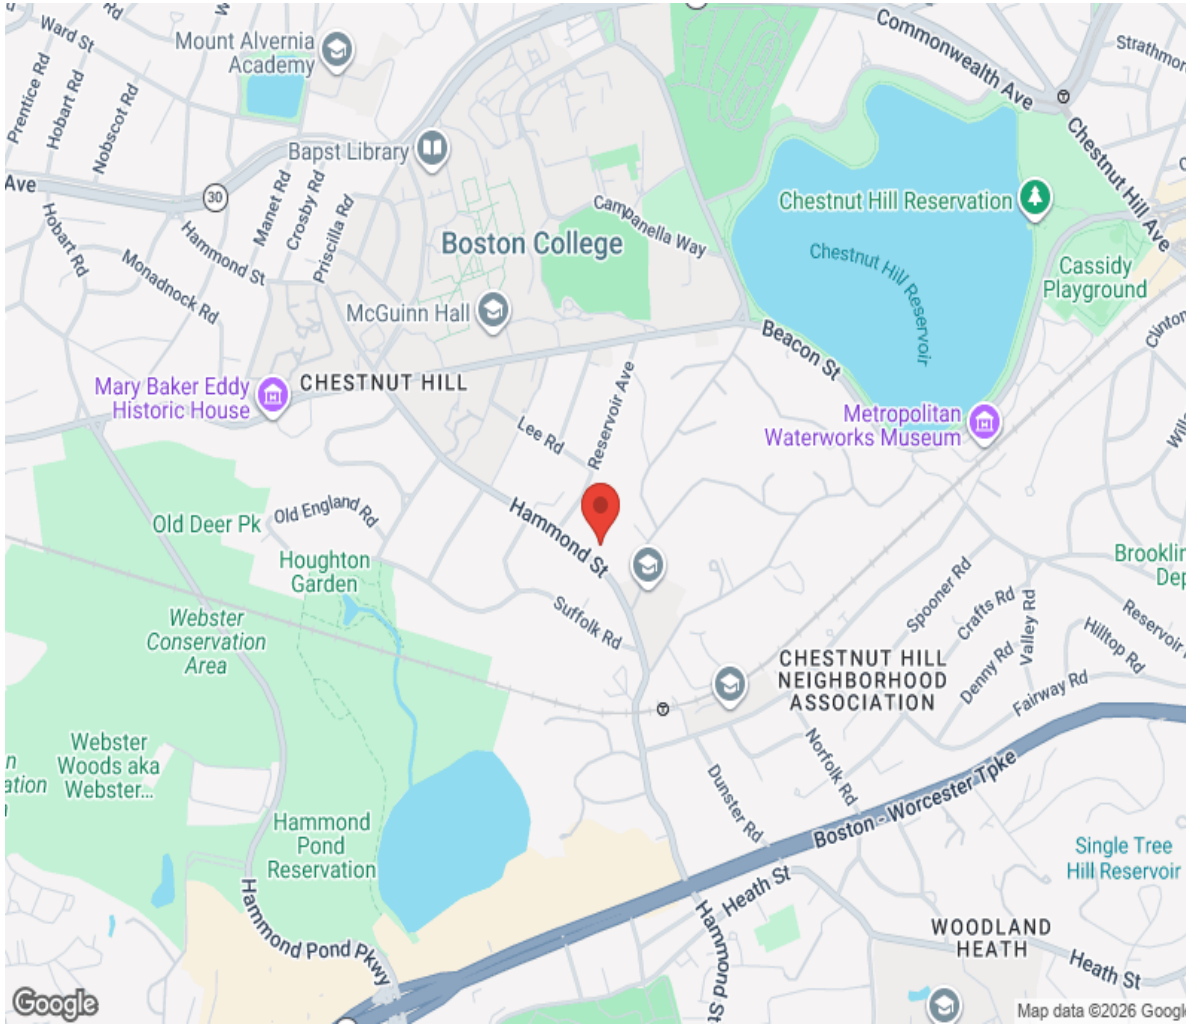 Ward St
Mount Alvernia
Academy
Commonwealth Ave
Strathmor
Prentice Rd
Hobart Rd
Nobscot Rd
Bapst Library
Chestnut Hill Ave
Ave
30
Manet Rd
Crosby Rd
Priscilla Rd
Hobart Rd
Hammond St
Monadnock Rd
Campanella Way
Boston College
Chestnut Hill Reservation
Chestnut Hill Reservoir
Cassidy
Playground
McGuinn Hall
Beacon St
Clinton
Mary Baker Eddy
Historic House
CHESTNUT HILL
Lee Rd
Reservoir Ave
Metropolitan
Waterworks Museum
Old Deer Pk
Old England Rd
Hammond St
Houghton
Garden
Suffolk Rd
Webster
Conservation
Area
Spooner Rd
Crafts Rd
Valley Rd
Denny Rd
Hilltop Rd
Reservoir
Fairway Rd
CHESTNUT HILL
NEIGHBORHOOD
ASSOCIATION
Norfolk Rd
Dunster Rd
Webster
Woods aka
Webster...
Hammond
Pond
Reservation
Boston - Worcester Tpke
Single Tree
Hill Reservoir
Heath St
Hammond St
Hammond Pond Pkwy
WOODLAND
HEATH
Heath St
Google
Map data ©2026 Google